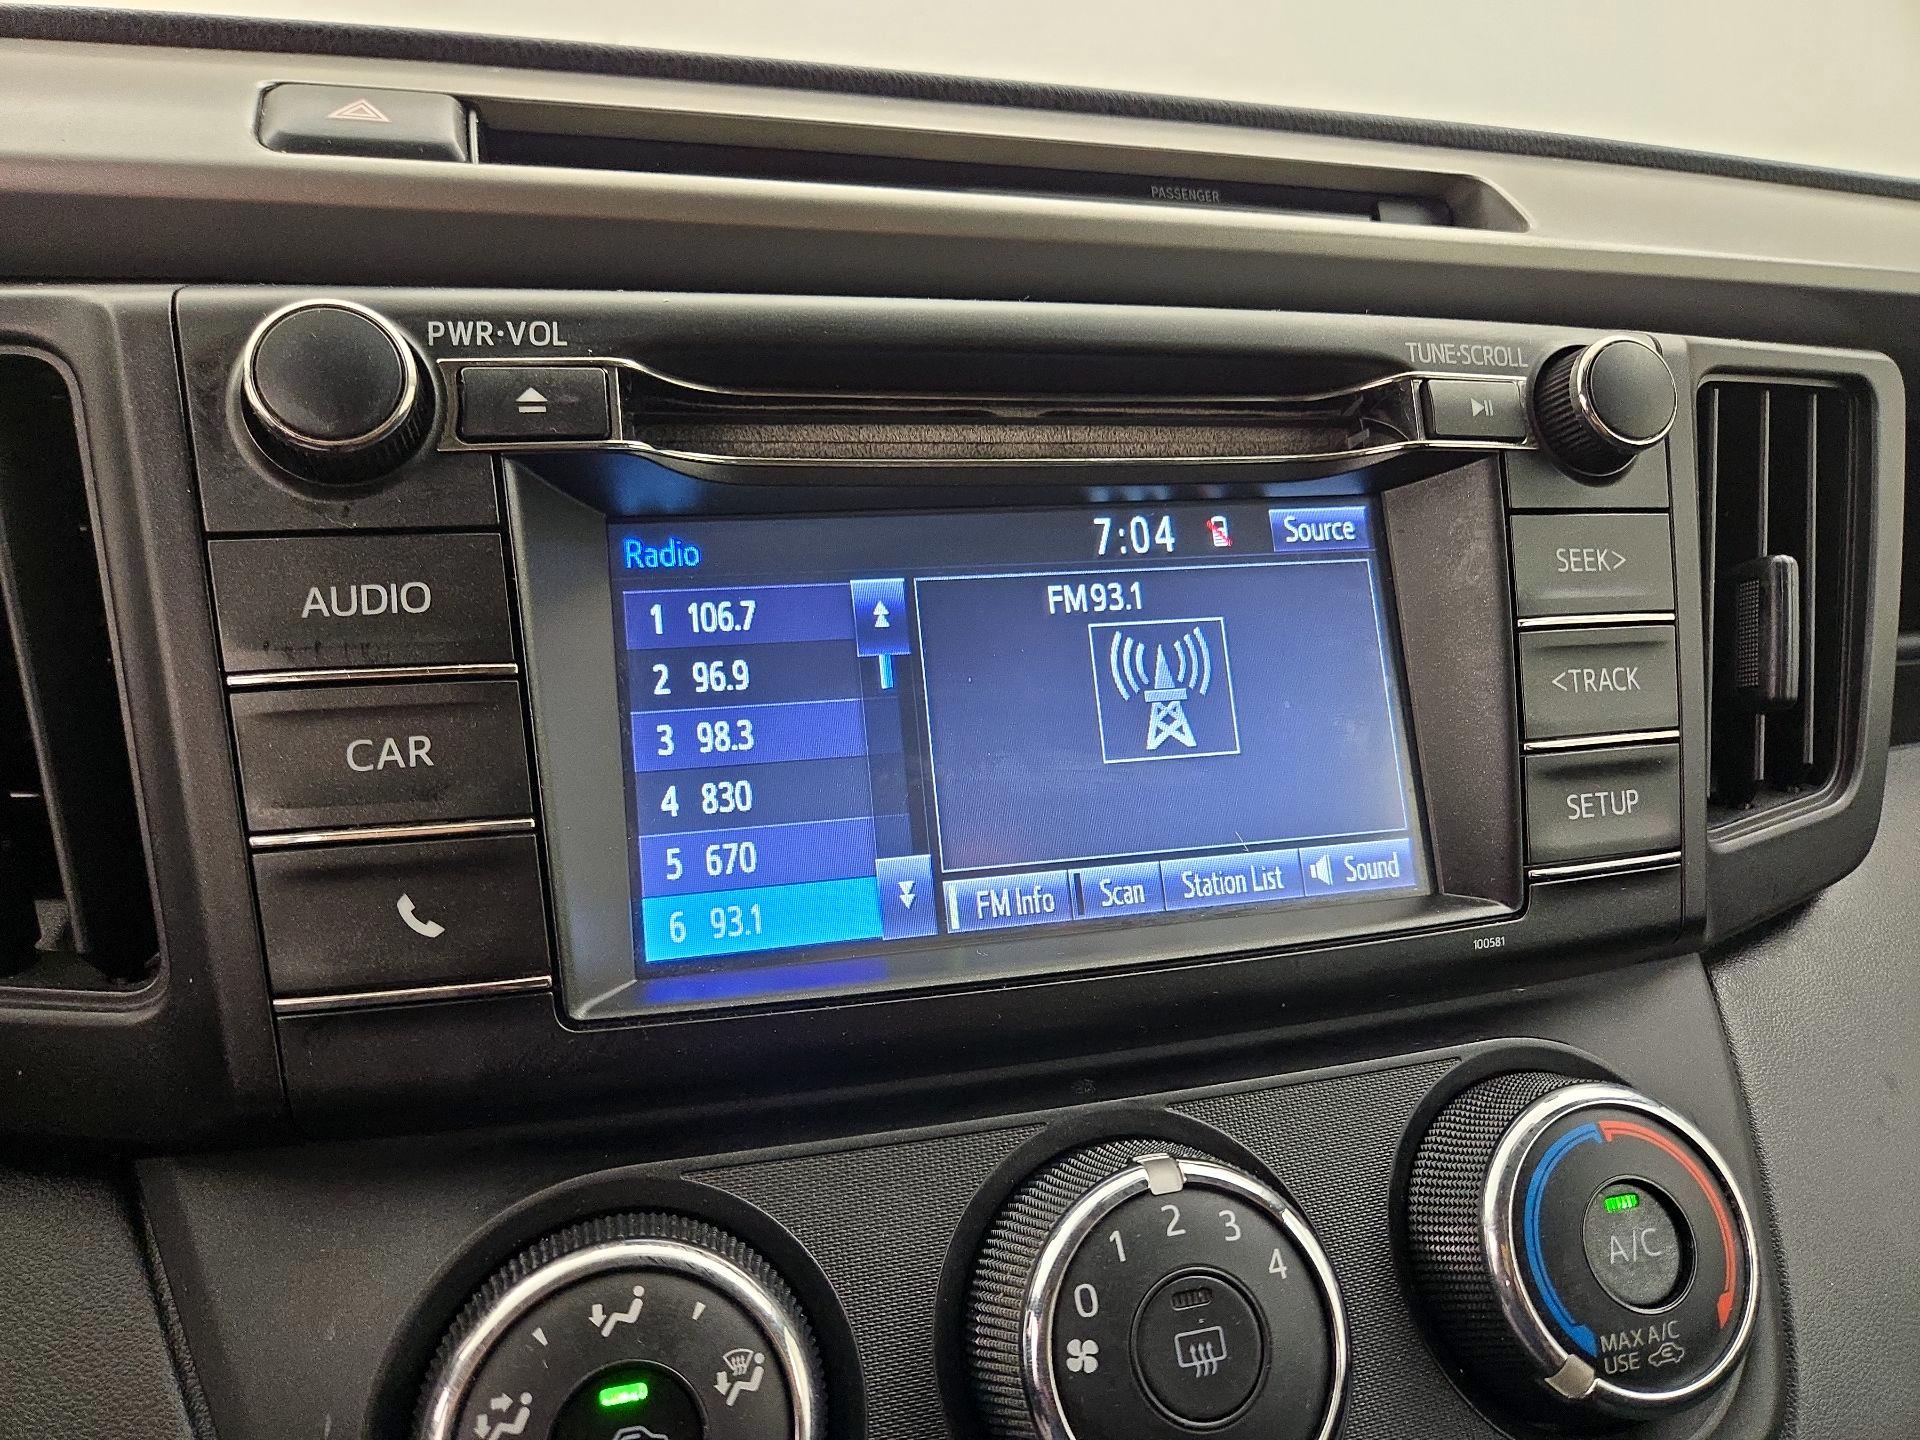 PASSENGER
PWR·VOL
TUNE·SCROLL
AUDIO
CAR
Radio
7:04
Source
1 106.7
2 96.9
3 98.3
4 830
5 670
6 93.1
FM 93.1
FM Info
Scan
Station List
Sound
SEEK>
<TRACK
SETUP
100581
0 1 2 3 4
A/C
MAX A/C
USE